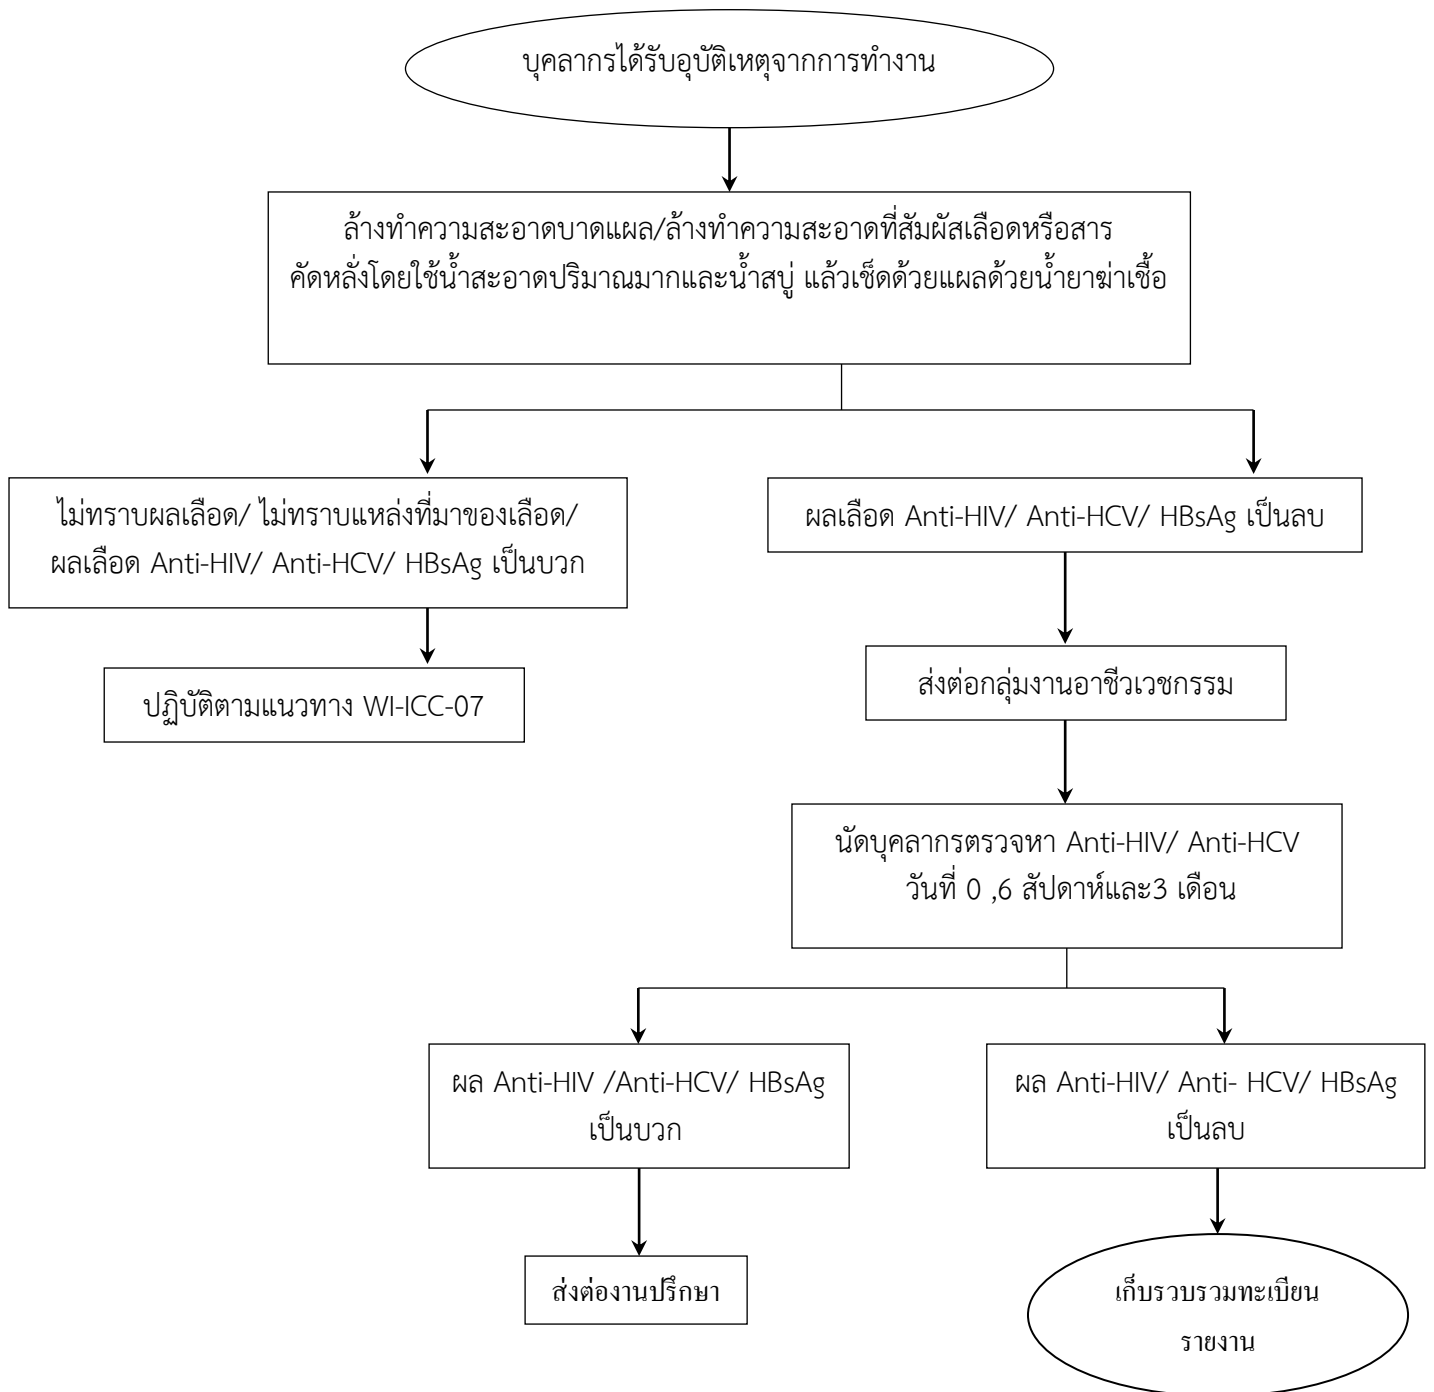 บุคลากรได้รับอุบัติเหตุจากการทำงาน
ล้างทำความสะอาดบาดแผล/ล้างทำความสะอาดที่สัมผัสเลือดหรือสาร
คัดหลั่งโดยใช้น้ำสะอาดปริมาณมากและน้ำสบู่ แล้วเช็ดด้วยแผลด้วยน้ำยาฆ่าเชื้อ
ไม่ทราบผลเลือด/ ไม่ทราบแหล่งที่มาของเลือด/
ผลเลือด Anti-HIV/ Anti-HCV/ HBsAg เป็นบวก
ผลเลือด Anti-HIV/ Anti-HCV/ HBsAg เป็นลบ
ปฏิบัติตามแนวทาง WI-ICC-07
ส่งต่อกลุ่มงานอาชีวเวชกรรม
นัดบุคลากรตรวจหา Anti-HIV/ Anti-HCV
วันที่ 0 ,6 สัปดาห์และ3 เดือน
ผล Anti-HIV /Anti-HCV/ HBsAg
เป็นบวก
ผล Anti-HIV/ Anti- HCV/ HBsAg
เป็นลบ
ส่งต่องานปรึกษา
เก็บรวบรวมทะเบียน
รายงาน